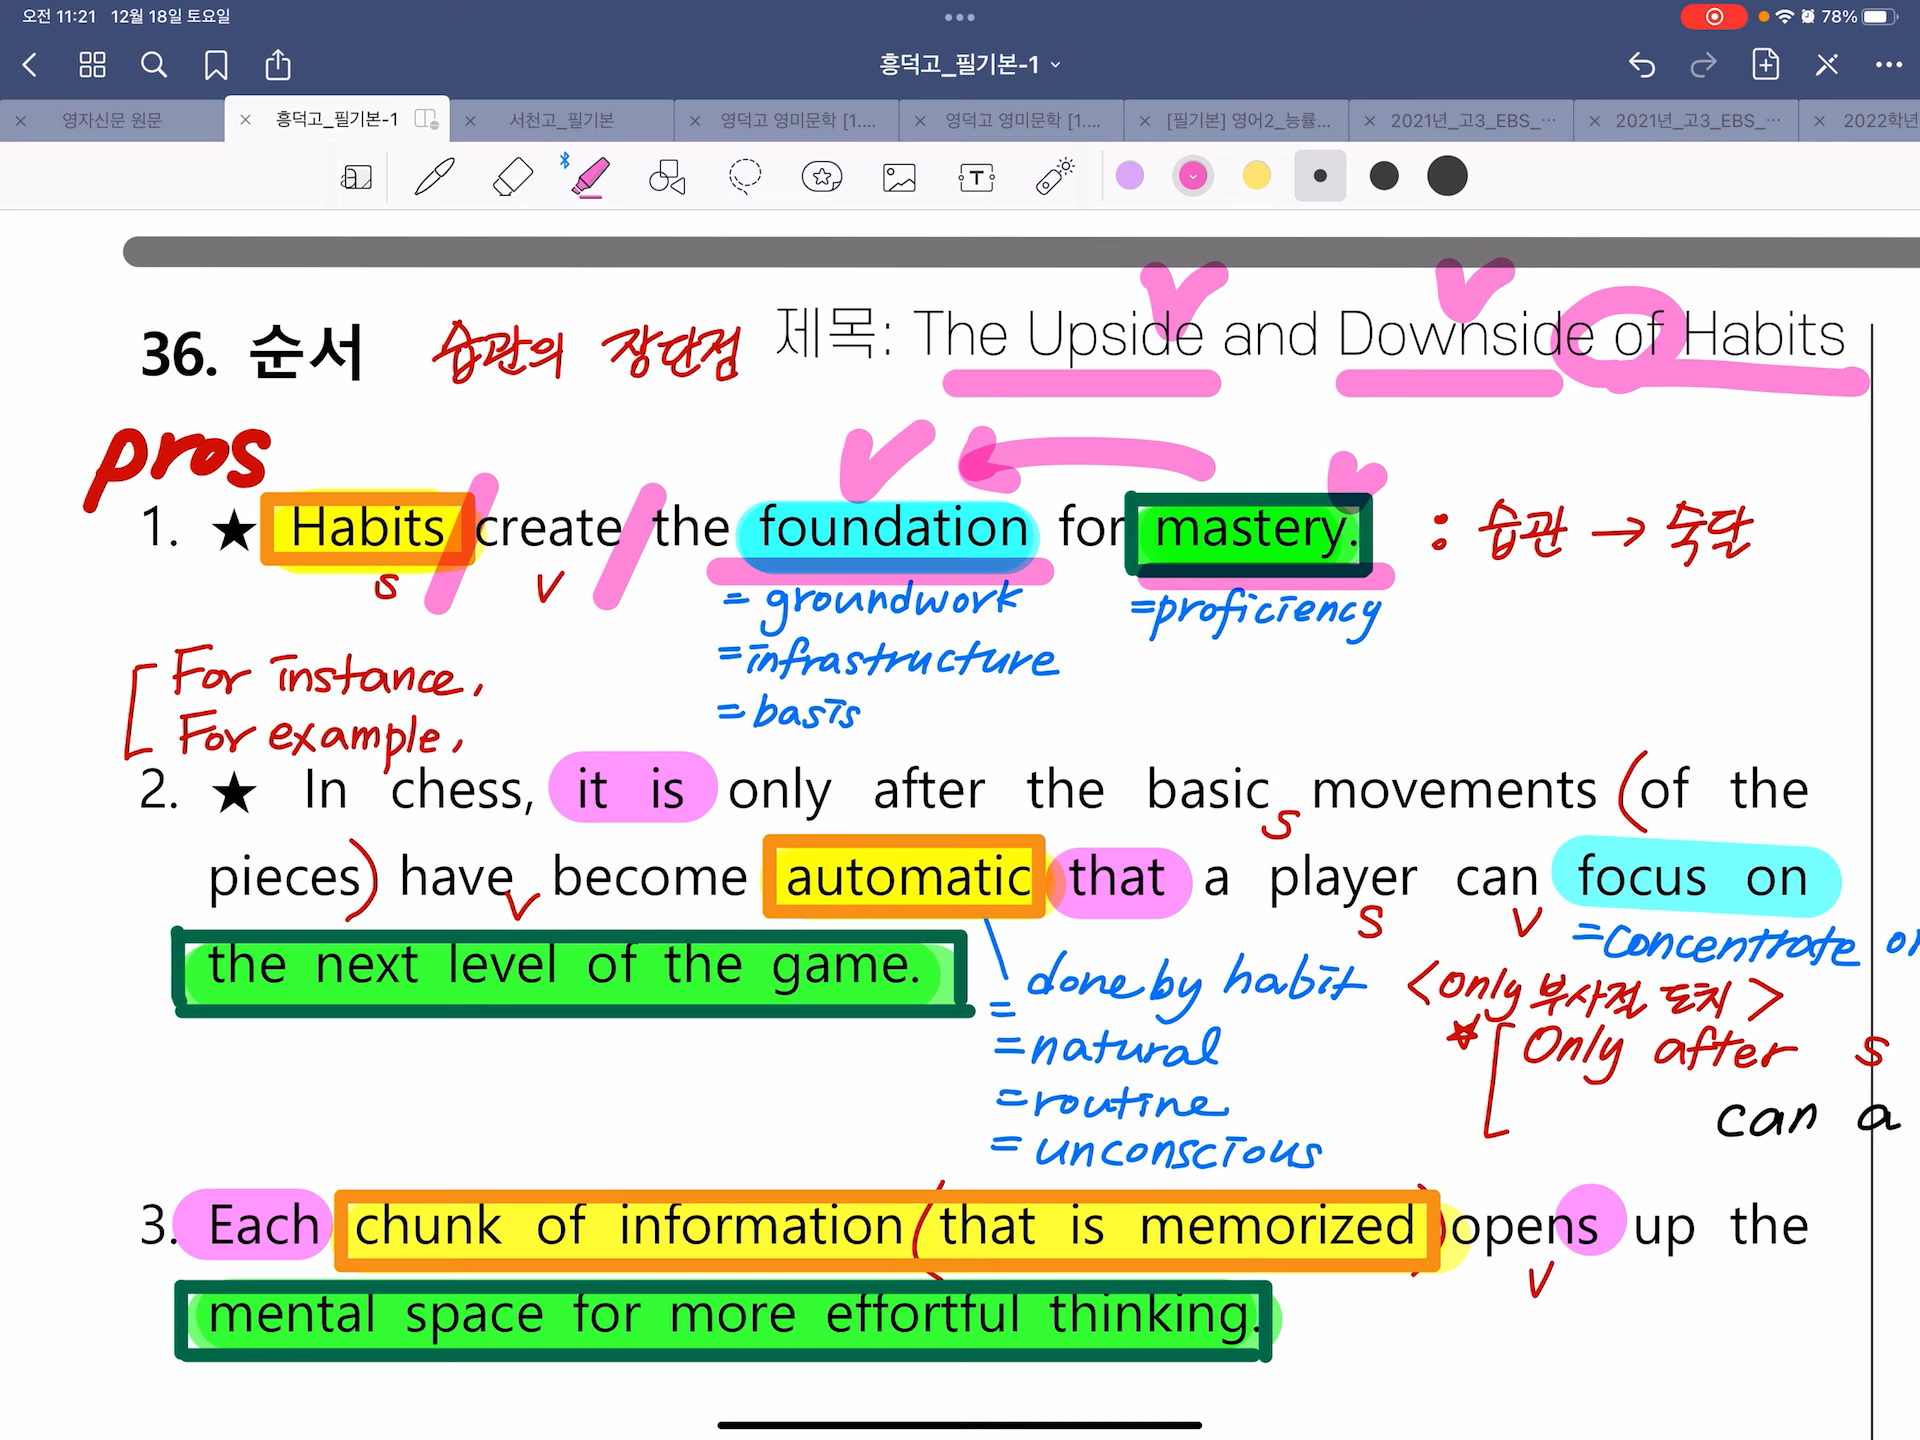 오전 11:21 12월 18일 토요일
78%
흥덕고_필기본-1
영자신문 원문
흥덕고_필기본-1
서천고_필기본
영덕고 영미문학 [1....
영덕고 영미문학 [1....
[필기본] 영어2_능률...
2021년_고3_EBS_...
2021년_고3_EBS_...
2022학년
36. 순서 습관의 장단점 제목: The Upside and Downside of Habits
pros
1. ★ Habits create the foundation for mastery. : 습관 → 숙달
s v
= groundwork =proficiency
=infrastructure
= basis
For instance,
For example,
2. ★ In chess, it is only after the basic movements (of the
s
pieces) have become automatic that a player can focus on
v s v =concentrate on
the next level of the game.
= done by habit <only 부사절 도치>
=natural ★ Only after s
=routine can a
= unconscious
3. Each chunk of information (that is memorized) opens up the
v
mental space for more effortful thinking.